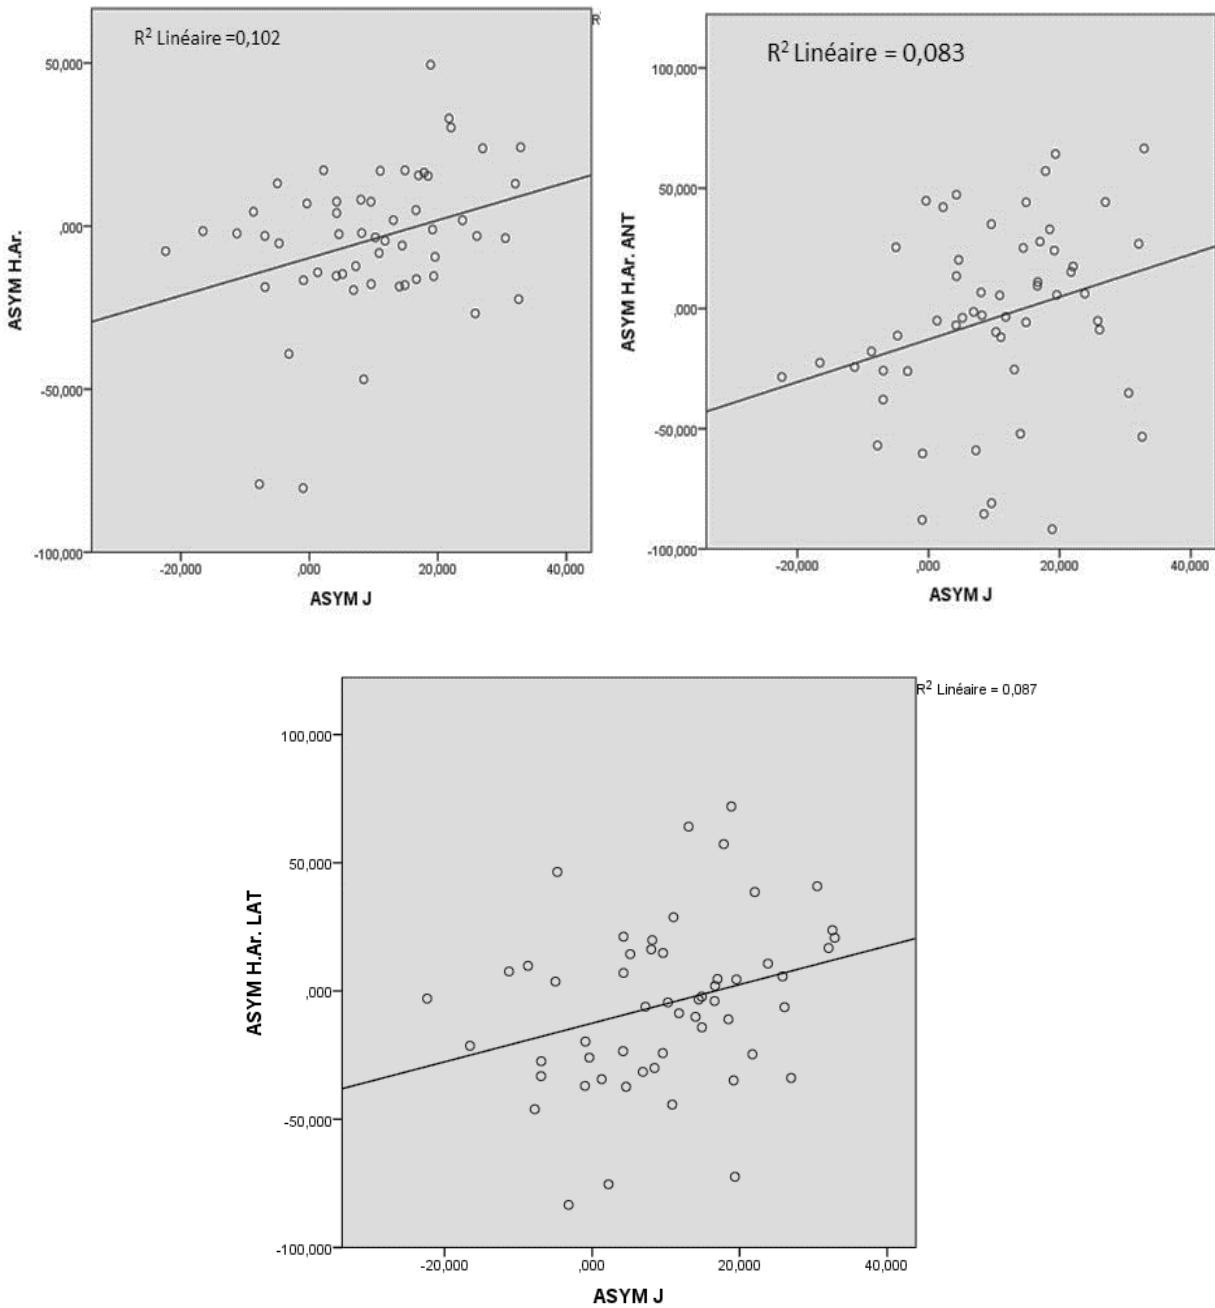 R² Linéaire =0,102
R
50,000
,000
-50,000
-100,000
ASYM H.Ar.
-20,000 ,000 20,000 40,000
ASYM J
R² Linéaire = 0,083
100,000
50,000
,000
-50,000
-100,000
ASYM H.Ar. ANT
-20,000 ,000 20,000 40,000
ASYM J
R² Linéaire = 0,087
100,000
50,000
,000
-50,000
-100,000
ASYM H.Ar. LAT
-20,000 ,000 20,000 40,000
ASYM J